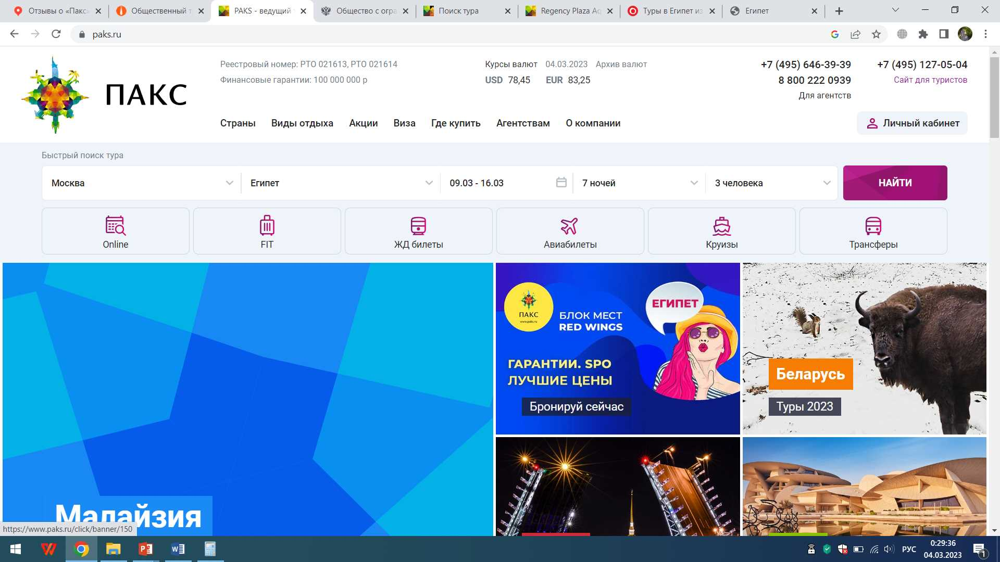 Отзывы о «Пакс»
Общественный т
PAKS - ведущий т
Общество с огра
Поиск тура
Regency Plaza Aq
Туры в Египет из
Египет
paks.ru
ПАКС
Реестровый номер: РТО 021613, РТО 021614
Финансовые гарантии: 100 000 000 р
Курсы валют 04.03.2023 Архив валют
USD 78,45 EUR 83,25
+7 (495) 646-39-39
8 800 222 0939
Для агентств
+7 (495) 127-05-04
Сайт для туристов
Страны Виды отдыха Акции Виза Где купить Агентствам О компании
Личный кабинет
Быстрый поиск тура
Москва
Египет
09.03 - 16.03
7 ночей
3 человека
НАЙТИ
Online
FIT
ЖД билеты
Авиабилеты
Круизы
Трансферы
ПАКС
www.paks.ru
БЛОК МЕСТ
RED WINGS
ЕГИПЕТ
ГАРАНТИИ. SPO
ЛУЧШИЕ ЦЕНЫ
Бронируй сейчас
Беларусь
Туры 2023
Малайзия
https://www.paks.ru/click/banner/150
РУС
0:29:36
04.03.2023
1